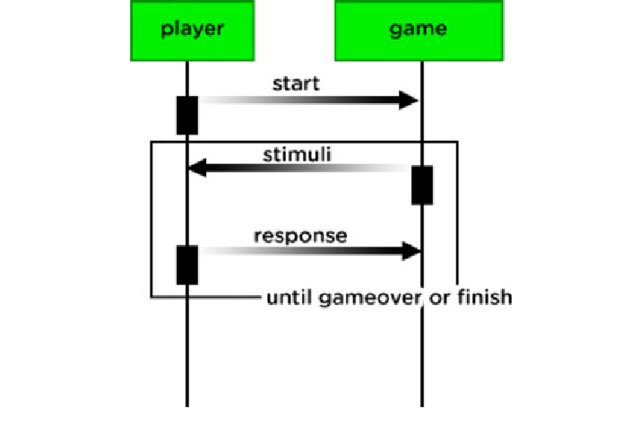 player
game
start
stimuli
response
until gameover or finish